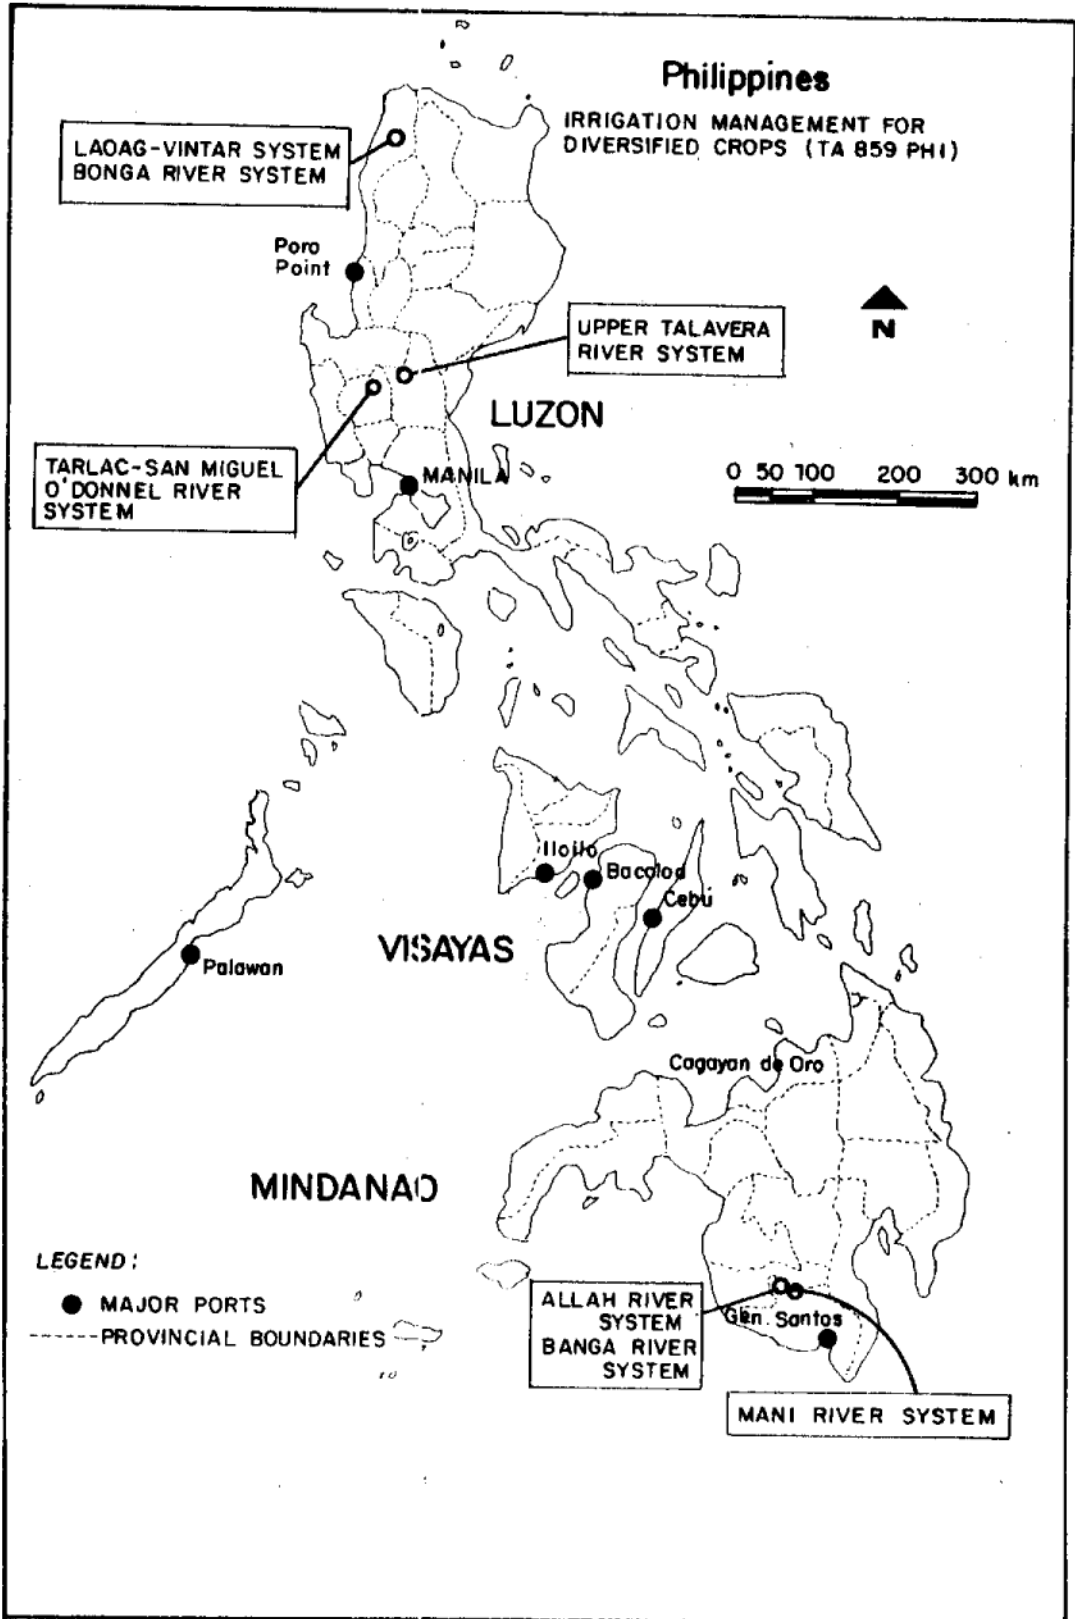 Philippines
IRRIGATION MANAGEMENT FOR
DIVERSIFIED CROPS (TA 859 PHI)
LAOAG-VINTAR SYSTEM
BONGA RIVER SYSTEM
Poro
Point
N
UPPER TALAVERA
RIVER SYSTEM
LUZON
TARLAC-SAN MIGUEL
O'DONNEL RIVER
SYSTEM
MANILA
0 50 100 200 300 km
Iloilo
Bacolod
Cebu
VISAYAS
Palawan
Cagayan de Oro
MINDANAO
LEGEND:
MAJOR PORTS
PROVINCIAL BOUNDARIES
ALLAH RIVER
SYSTEM
BANGA RIVER
SYSTEM
Gen. Santos
MANI RIVER SYSTEM